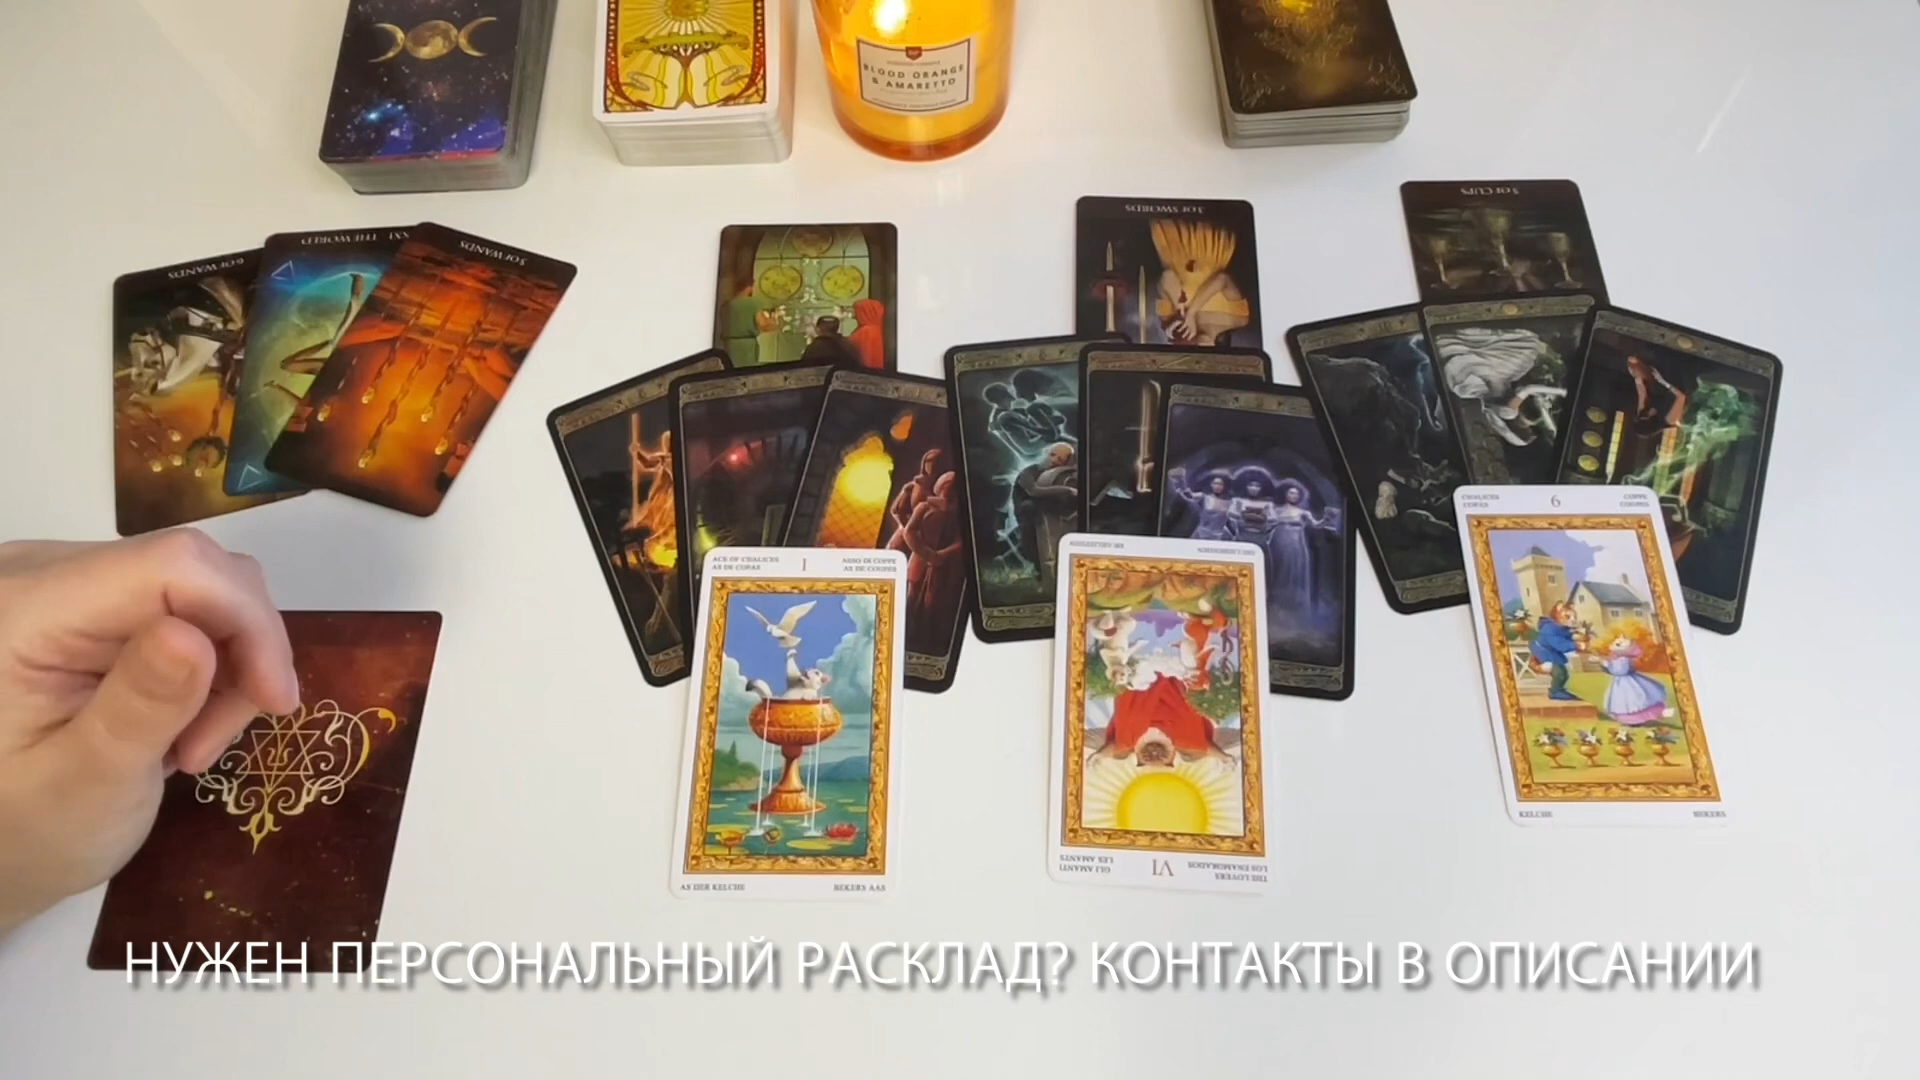 BLOOD ORANGE
& AMARETTO
3 OF CUPS
3 OF SWORDS
6 OF WANDS
XXI THE WORLD
5 OF WANDS
CHALICES
COPAS
6
COPPE
COUPES
ACE OF CHALICES
AS DE COPAS
I
ASSO DI COPPE
AS DE COUPES
KELCHE
BEKERS
GLI AMANTI
LES AMANTS
VI
THE LOVERS
LOS ENAMORADOS
AS DER KELCHE
BEKERS AAS
НУЖЕН ПЕРСОНАЛЬНЫЙ РАСКЛАД? КОНТАКТЫ В ОПИСАНИИ